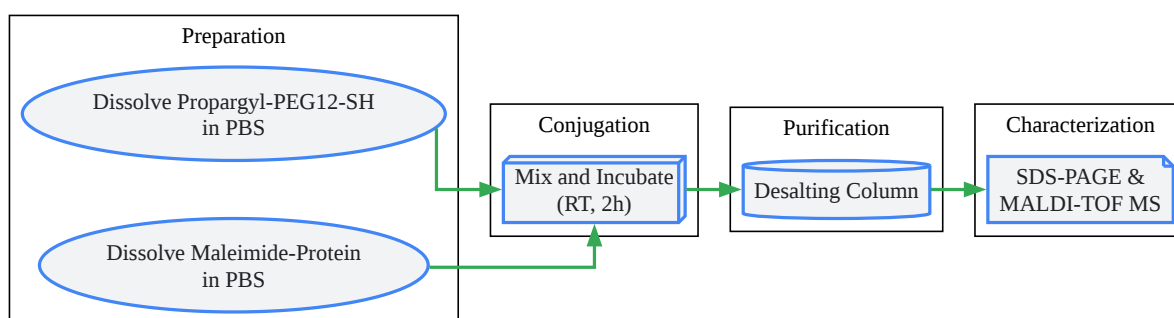 Preparation
Dissolve Propargyl-PEG12-SH
in PBS
Dissolve Maleimide-Protein
in PBS
Conjugation
Mix and Incubate
(RT, 2h)
Purification
Desalting Column
Characterization
SDS-PAGE &
MALDI-TOF MS